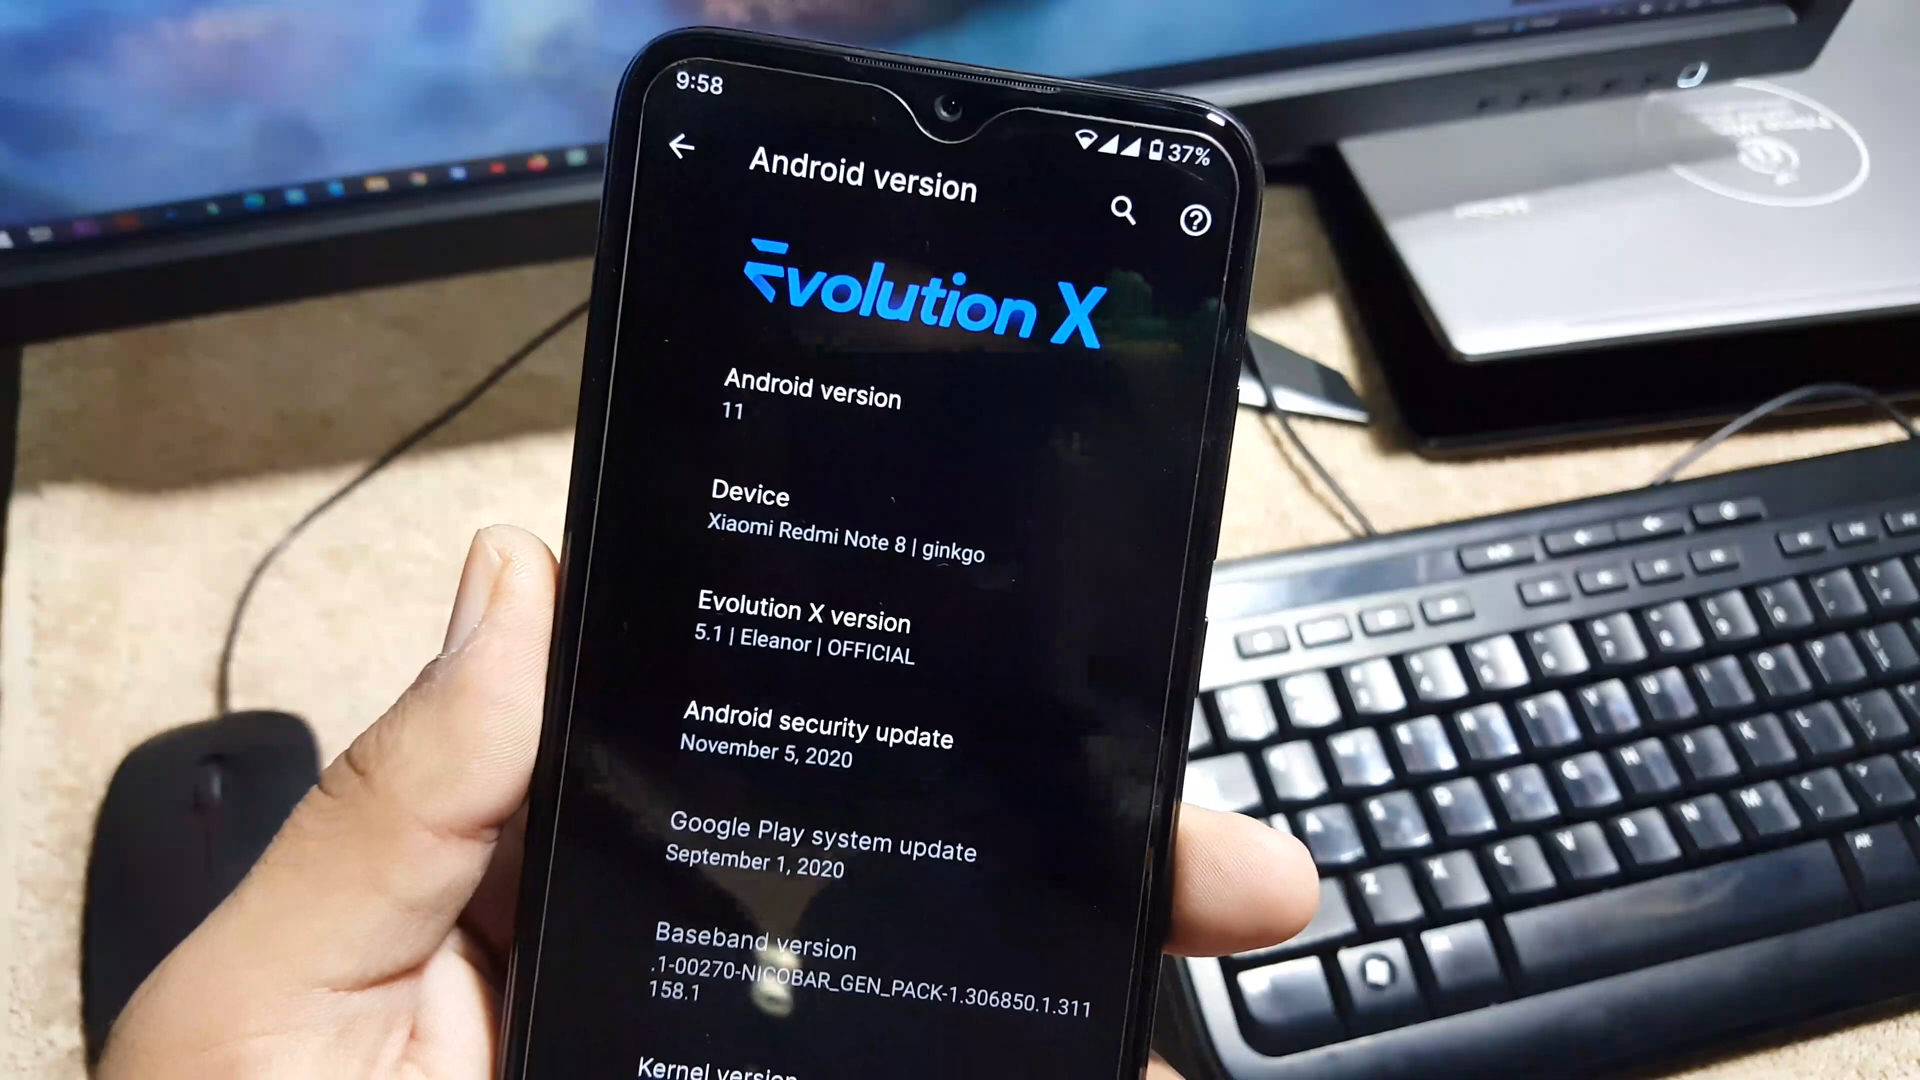 9:58
37%
Android version
Evolution X
Android version
11
Device
Xiaomi Redmi Note 8 | ginkgo
Evolution X version
5.1 | Eleanor | OFFICIAL
Android security update
November 5, 2020
Google Play system update
September 1, 2020
Baseband version
.1-00270-NICOBAR_GEN_PACK-1.306850.1.311
158.1
Kernel version